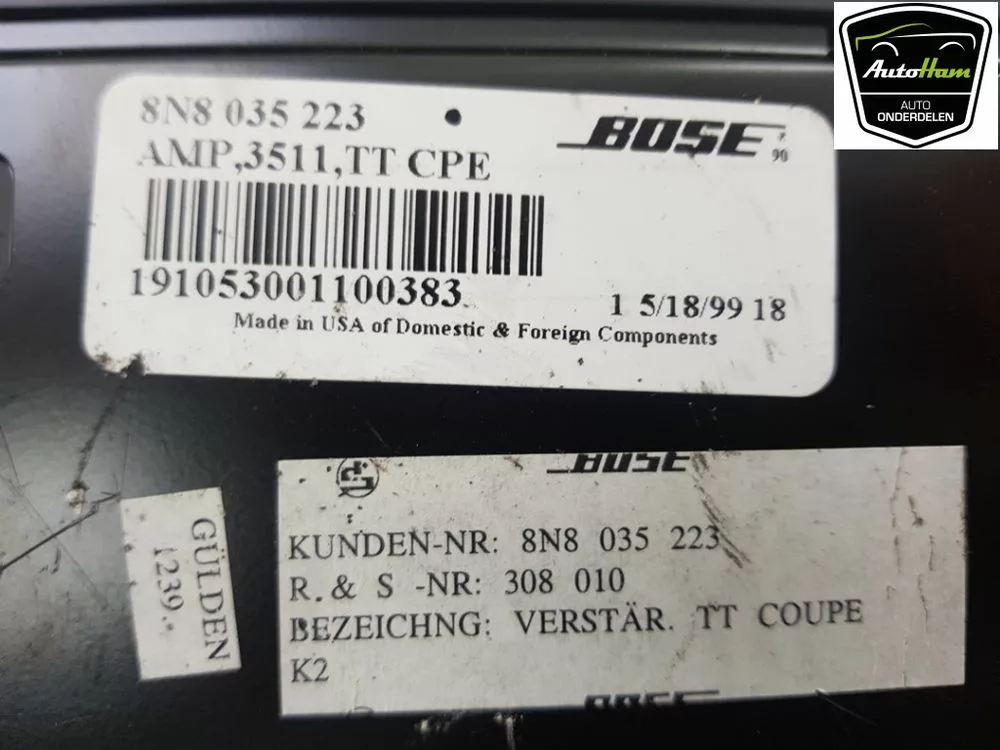 AutoHam
AUTO
ONDERDELEN
8N8 035 223
BOSE
90
AMP,3511,TT CPE
191053001100383
1 5/18/99 18
Made in USA of Domestic & Foreign Components
BOSE
KUNDEN-NR: 8N8 035 223
R.& S -NR: 308 010
BEZEICHNG: VERSTÄR. TT COUPE
K2
BOSE
GÜLDEN
1239.